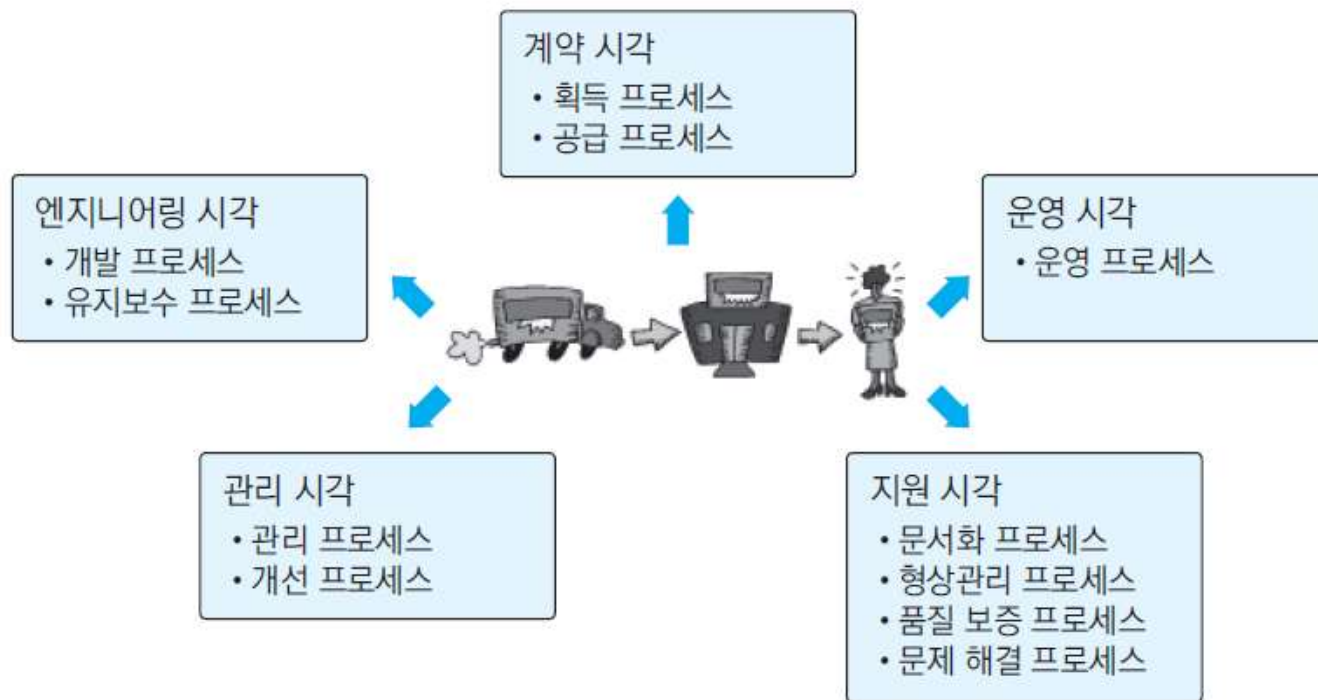 계약 시각
• 획득 프로세스
• 공급 프로세스
엔지니어링 시각
• 개발 프로세스
• 유지보수 프로세스
운영 시각
• 운영 프로세스
관리 시각
• 관리 프로세스
• 개선 프로세스
지원 시각
• 문서화 프로세스
• 형상관리 프로세스
• 품질 보증 프로세스
• 문제 해결 프로세스